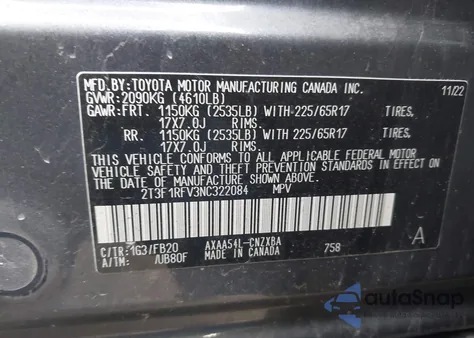 MFD.BY:TOYOTA MOTOR MANUFACTURING CANADA INC.
GVWR:2090KG (4610LB) 11/22
GAWR:FRT. 1150KG (2535LB) WITH 225/65R17 TIRES,
17X7.0J RIMS.
RR. 1150KG (2535LB) WITH 225/65R17 TIRES,
17X7.0J RIMS.
THIS VEHICLE CONFORMS TO ALL APPLICABLE FEDERAL MOTOR
VEHICLE SAFETY AND BUMPER STANDARDS IN EFFECT ON
THE DATE OF MANUFACTURE SHOWN ABOVE.
2T3F1RFV3NC322084 MPV
C/TR:1G3/FB20 AXAA54L-CNZXBA 758 A
A/TM: /UB80F MADE IN CANADA
autoSnap